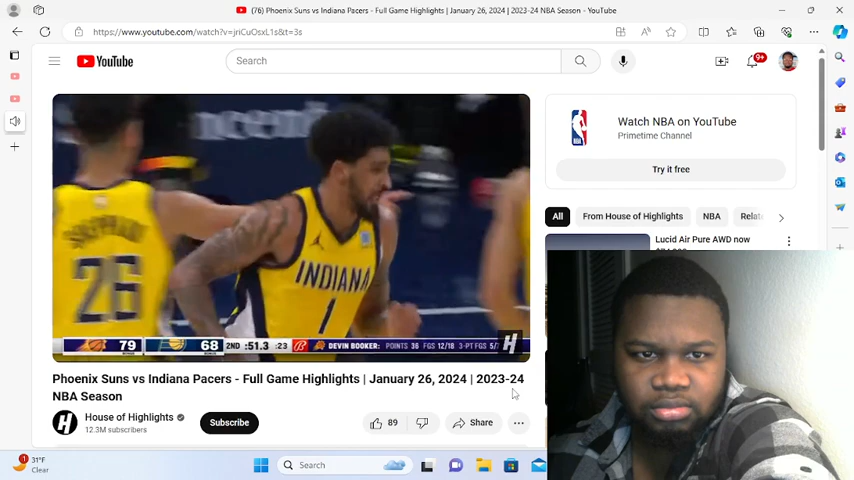 (76) Phoenix Suns vs Indiana Pacers - Full Game Highlights | January 26, 2024 | 2023-24 NBA Season - YouTube
https://www.youtube.com/watch?v=jriCuOsxL1s&t=3s
YouTube
Search
9+
INDIANA
1
26
79
68
2ND :51.3 :23
DEVIN BOOKER: POINTS 36 FGS 12/18 3-PT FGS 5/
H
Watch NBA on YouTube
Primetime Channel
Try it free
All
From House of Highlights
NBA
Relat
Lucid Air Pure AWD now
Phoenix Suns vs Indiana Pacers - Full Game Highlights | January 26, 2024 | 2023-24
NBA Season
House of Highlights
12.3M subscribers
Subscribe
89
Share
1
31°F
Clear
Search